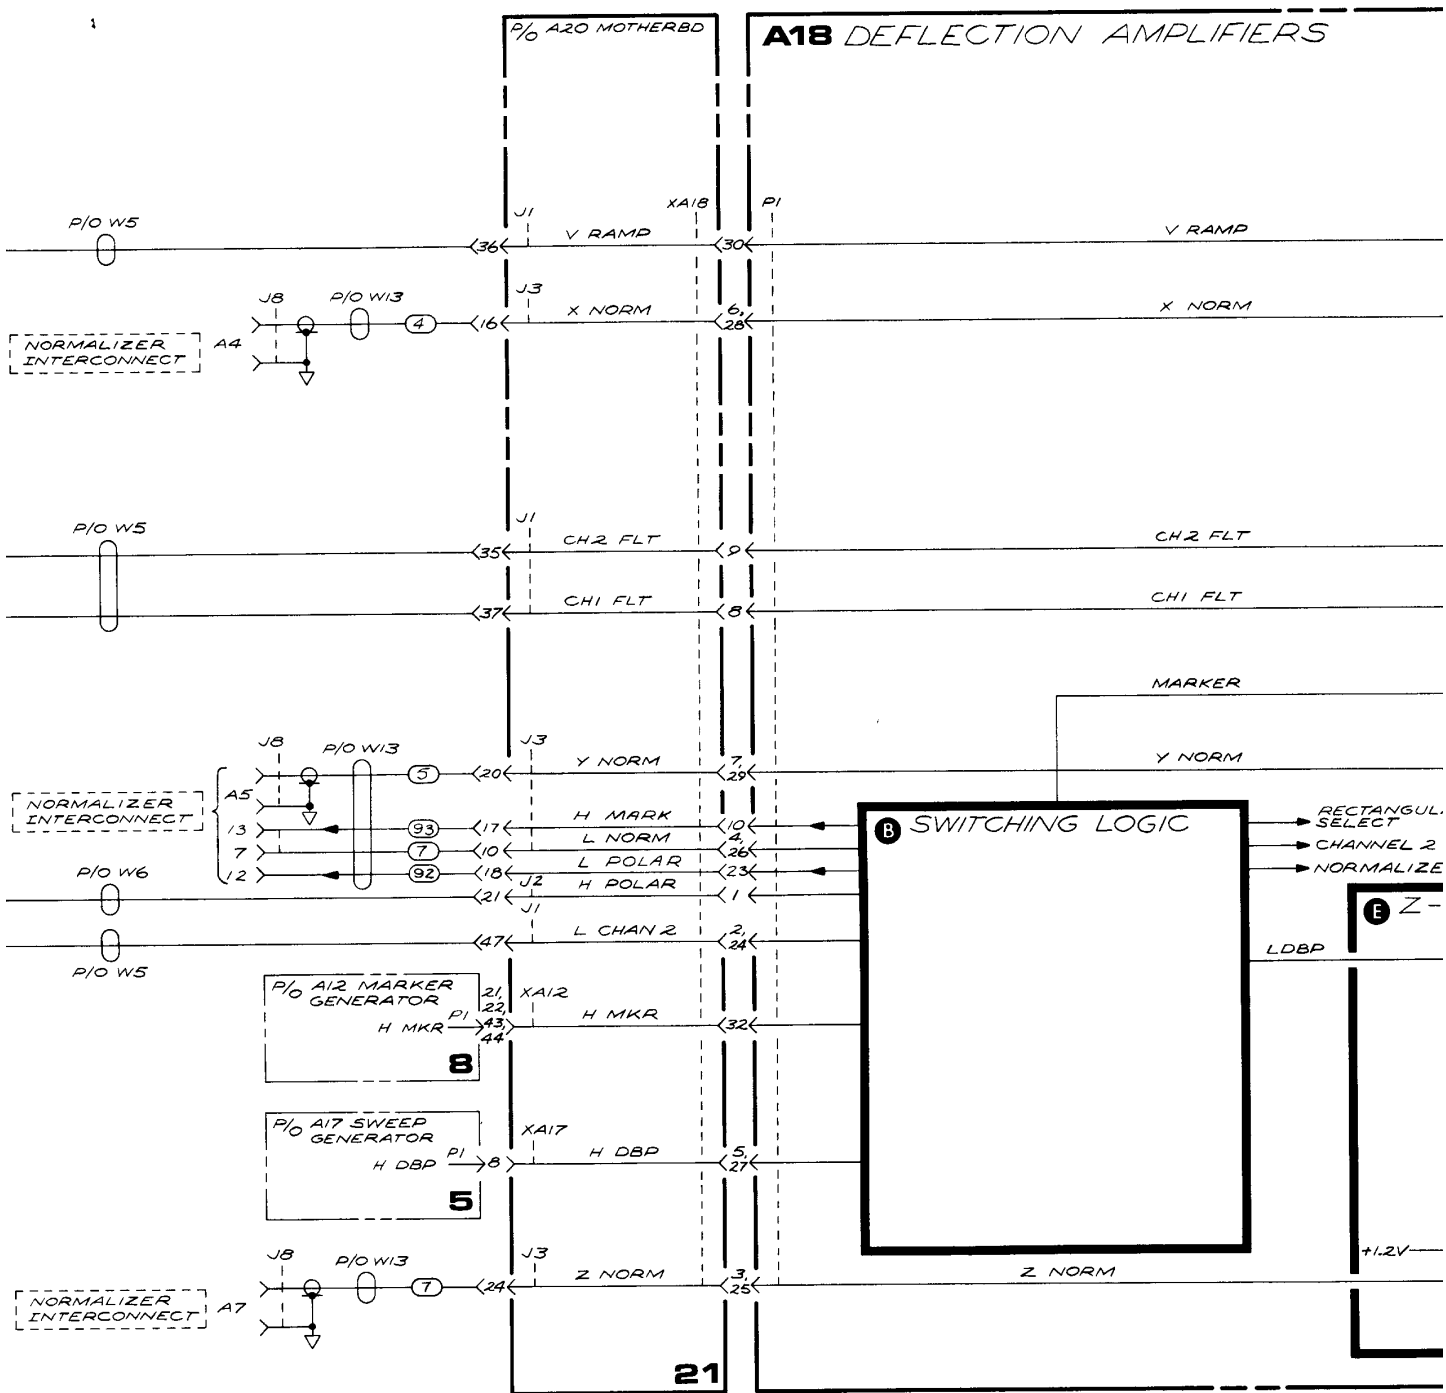 P/O A20 MOTHERBD
A18 DEFLECTION AMPLIFIERS
XA18
P1
P/O W5
36
J1
V RAMP
30
V RAMP
NORMALIZER
INTERCONNECT
A4
J8
P/O W13
4
16
J3
X NORM
6,
28
X NORM
P/O W5
35
J1
CH2 FLT
9
CH2 FLT
37
CH1 FLT
8
CH1 FLT
MARKER
NORMALIZER
INTERCONNECT
A5
J8
P/O W13
5
20
J3
Y NORM
7,
29
Y NORM
13
93
17
H MARK
10
7
7
10
L NORM
4,
26
12
92
18
L POLAR
23
P/O W6
21
J2
H POLAR
1
P/O W5
47
J1
L CHAN 2
2,
24
B SWITCHING LOGIC
RECTANGUL
SELECT
CHANNEL 2
NORMALIZE
E Z-
LDBP
P/O A12 MARKER
GENERATOR
H MKR
P1
21,
22,
43,
44
8
XA12
H MKR
32
P/O A17 SWEEP
GENERATOR
H DBP
P1
8
5
XA17
H DBP
5,
27
+1.2V
NORMALIZER
INTERCONNECT
A7
J8
P/O W13
7
24
J3
Z NORM
3,
25
Z NORM
21